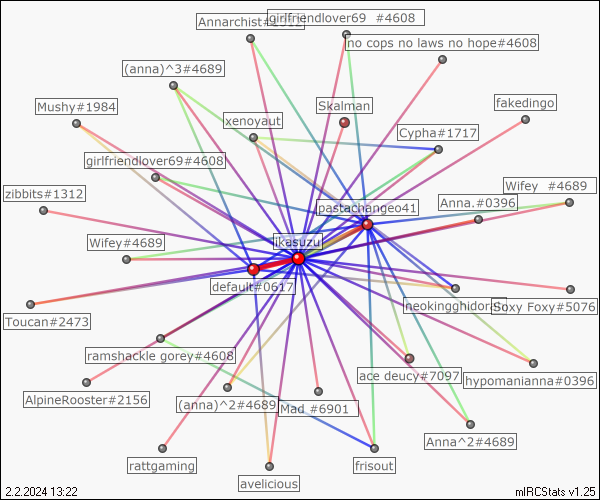 Annarchist#1312
girlfriendlover69 #4608
no cops no laws no hope#4608
(anna)^3#4689
Mushy#1984
Skalman
fakedingo
xenoyaut
Cypha#1717
girlfriendlover69#4608
zibbits#1312
Wifey #4689
Anna.#0396
pastachangeo41
Wifey#4689
ikasuzu
default#0617
neokingghidorah
Soxy Foxy#5076
Toucan#2473
ramshackle gorey#4608
ace deucy#7097
hypomanianna#0396
AlpineRooster#2156
(anna)^2#4689
Mad #6901
Anna^2#4689
rattgaming
frisout
avelicious
2.2.2024 13:22
mIRCStats v1.25